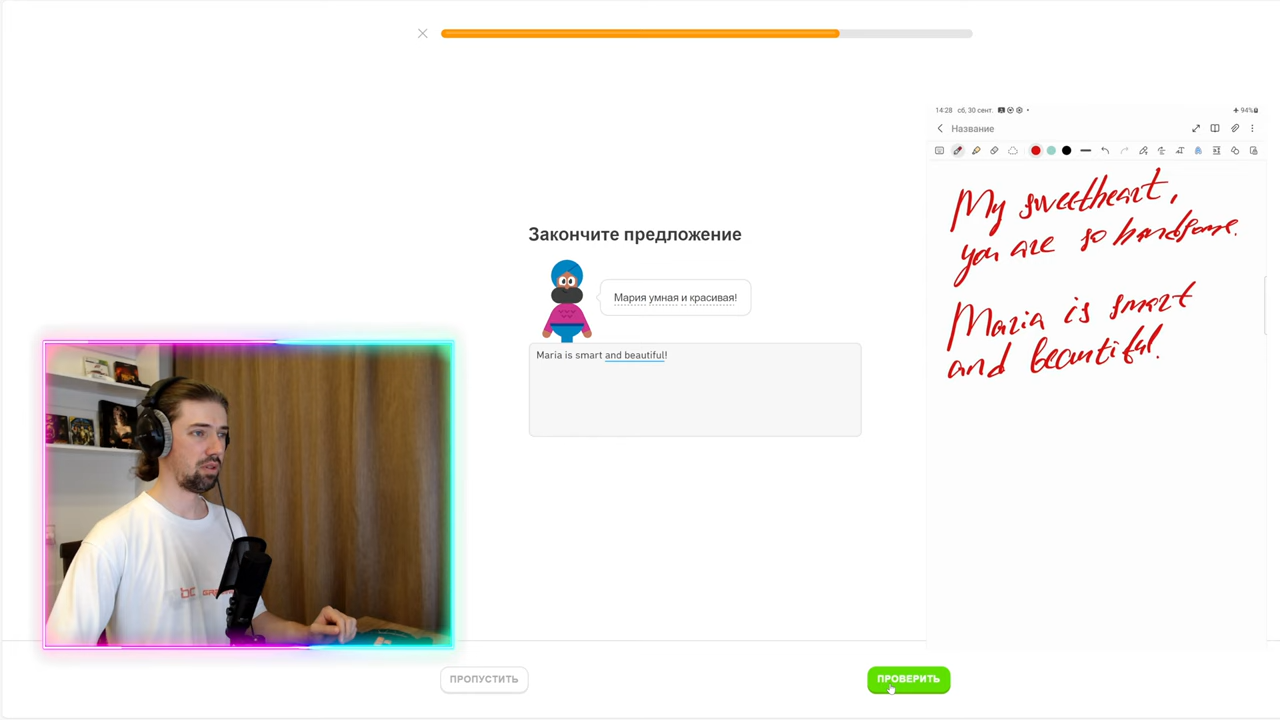 14:28 сб, 30 сент.
94%
Название
My sweetheart,
you are so handsome.
Maria is smart
and beautiful.
Закончите предложение
Мария умная и красивая!
Maria is smart and beautiful!
ПРОПУСТИТЬ
ПРОВЕРИТЬ